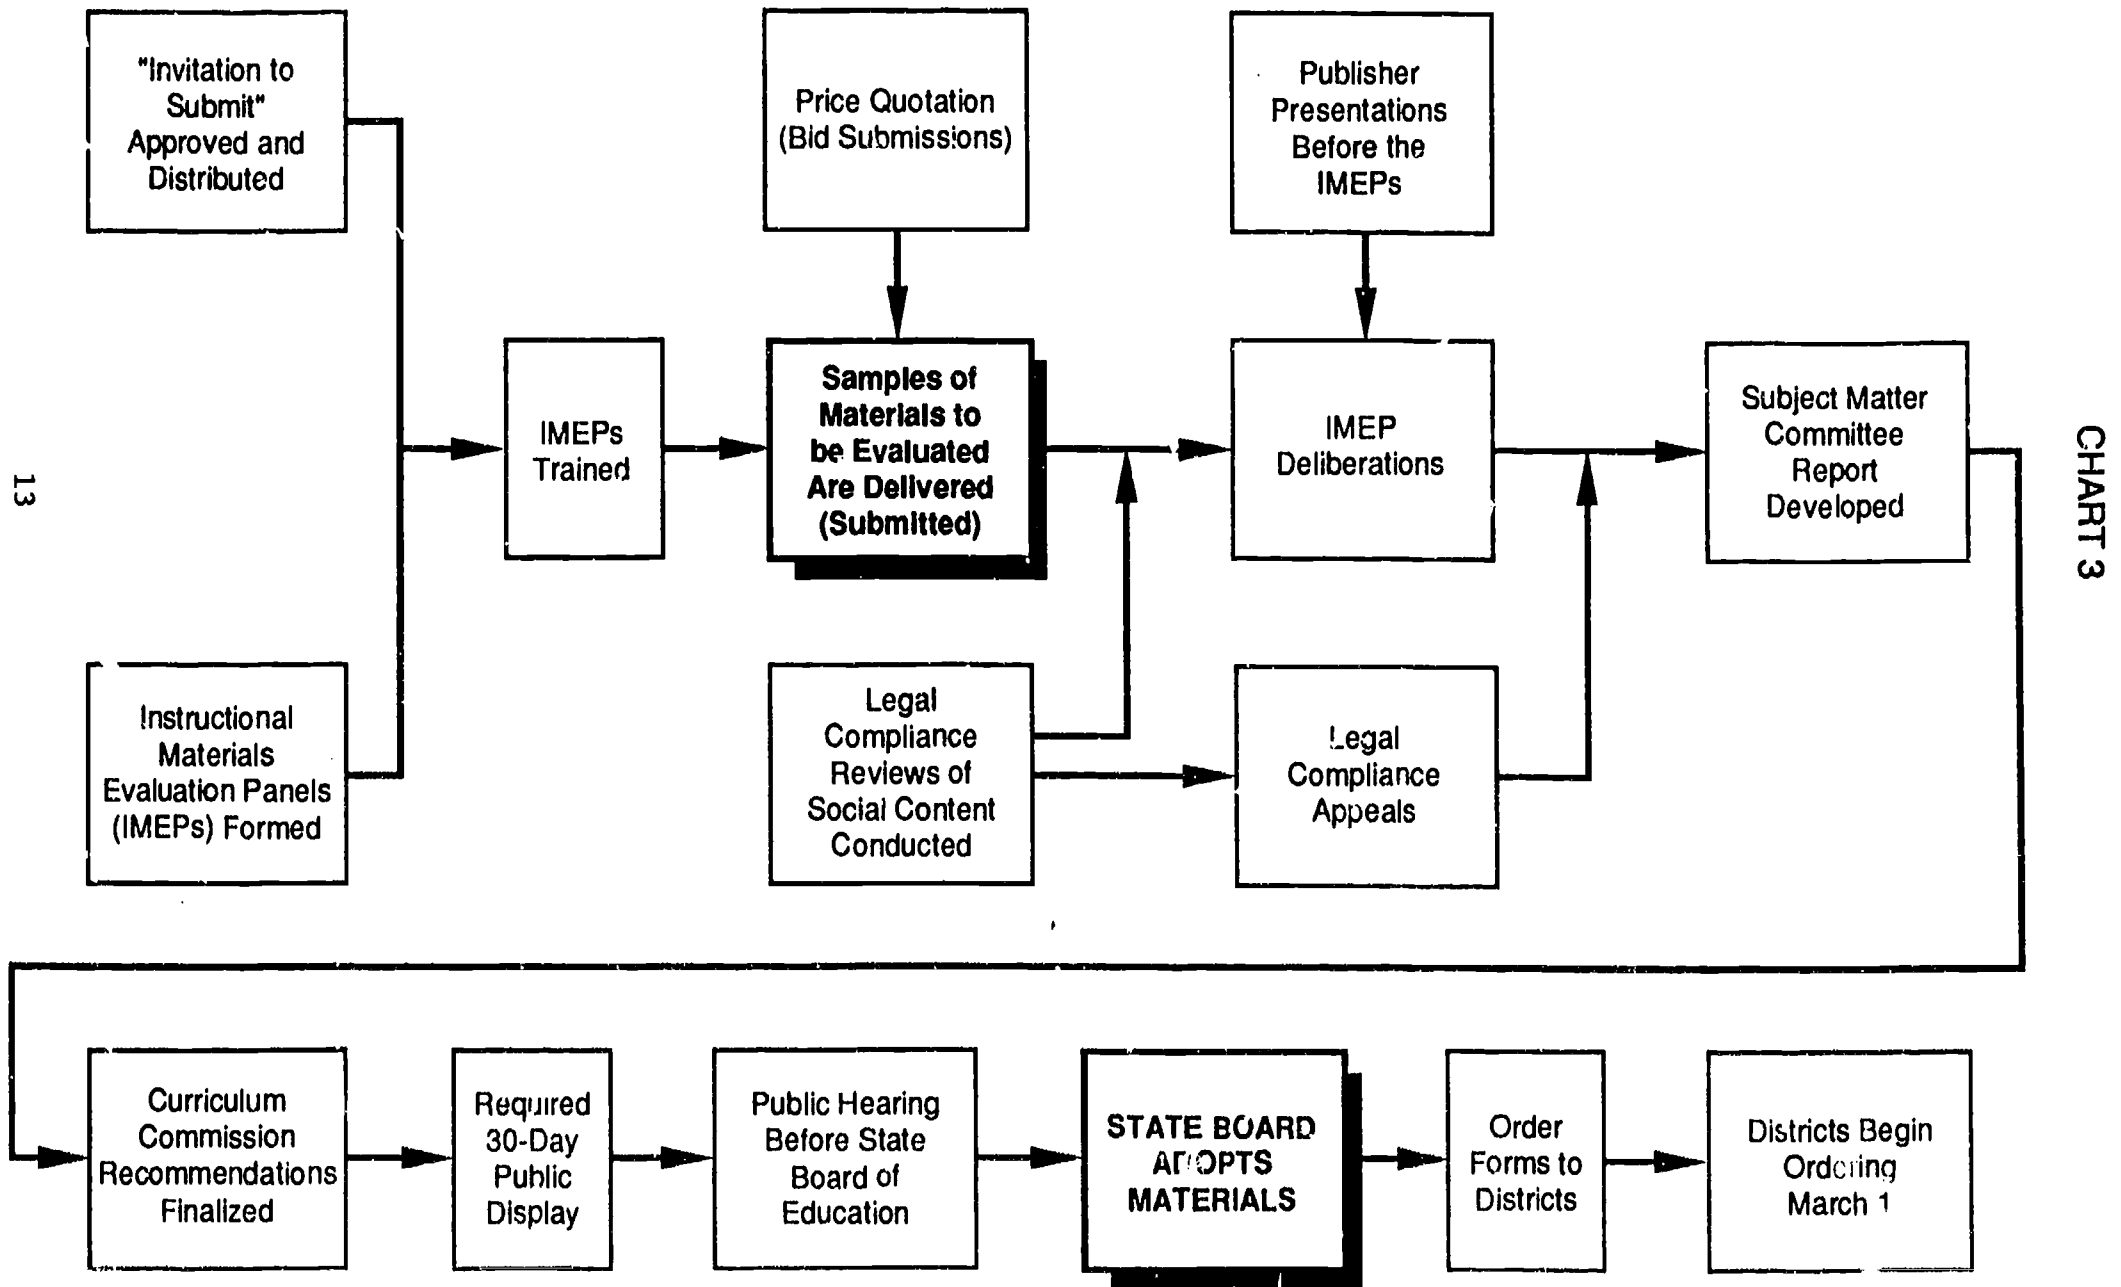 "Invitation to
Submit"
Approved and
Distributed
Price Quotation
(Bid Submissions)
Publisher
Presentations
Before the
IMEPs
IMEPs
Trained
Samples of
Materials to
be Evaluated
Are Delivered
(Submitted)
IMEP
Deliberations
Subject Matter
Committee
Report
Developed
CHART 3
13
Instructional
Materials
Evaluation Panels
(IMEPs) Formed
Legal
Compliance
Reviews of
Social Content
Conducted
Legal
Compliance
Appeals
Curriculum
Commission
Recommendations
Finalized
Required
30-Day
Public
Display
Public Hearing
Before State
Board of
Education
STATE BOARD
ADOPTS
MATERIALS
Order
Forms to
Districts
Districts Begin
Ordering
March 1